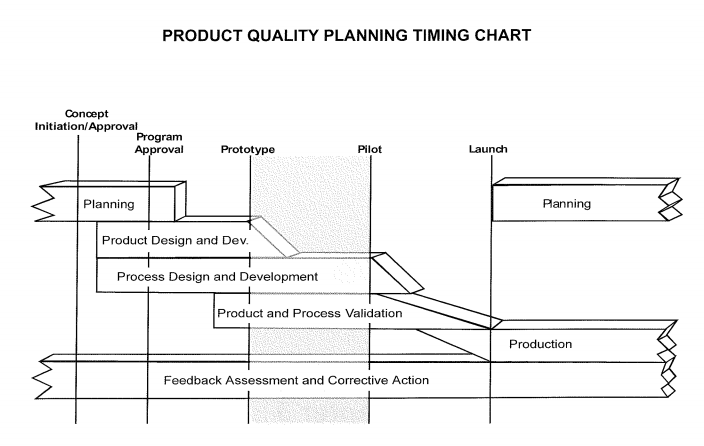 PRODUCT QUALITY PLANNING TIMING CHART
Concept
Initiation/Approval
Program
Approval
Prototype
Pilot
Launch
Planning
Planning
Product Design and Dev.
Process Design and Development
Product and Process Validation
Production
Feedback Assessment and Corrective Action